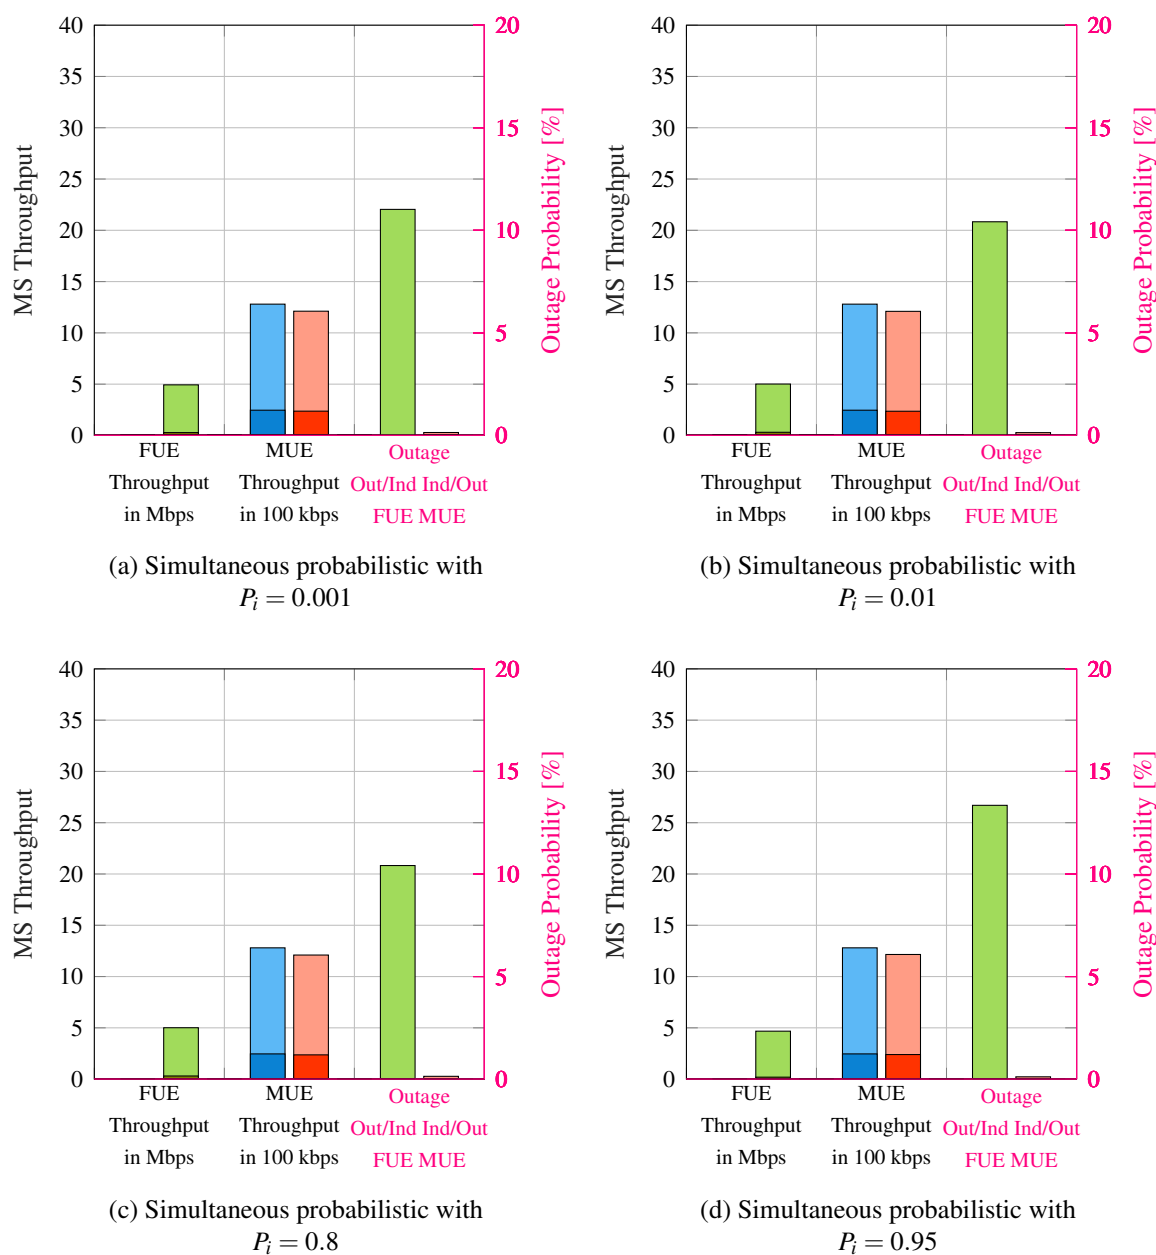 40
35
30
25
20
15
10
5
0
MS Throughput
20
15
10
5
0
Outage Probability [%]
FUE
Throughput
in Mbps
MUE
Throughput
in 100 kbps
Outage
Out/Ind Ind/Out
FUE MUE
(a) Simultaneous probabilistic with
P_i = 0.001
40
35
30
25
20
15
10
5
0
MS Throughput
20
15
10
5
0
Outage Probability [%]
FUE
Throughput
in Mbps
MUE
Throughput
in 100 kbps
Outage
Out/Ind Ind/Out
FUE MUE
(b) Simultaneous probabilistic with
P_i = 0.01
40
35
30
25
20
15
10
5
0
MS Throughput
20
15
10
5
0
Outage Probability [%]
FUE
Throughput
in Mbps
MUE
Throughput
in 100 kbps
Outage
Out/Ind Ind/Out
FUE MUE
(c) Simultaneous probabilistic with
P_i = 0.8
40
35
30
25
20
15
10
5
0
MS Throughput
20
15
10
5
0
Outage Probability [%]
FUE
Throughput
in Mbps
MUE
Throughput
in 100 kbps
Outage
Out/Ind Ind/Out
FUE MUE
(d) Simultaneous probabilistic with
P_i = 0.95